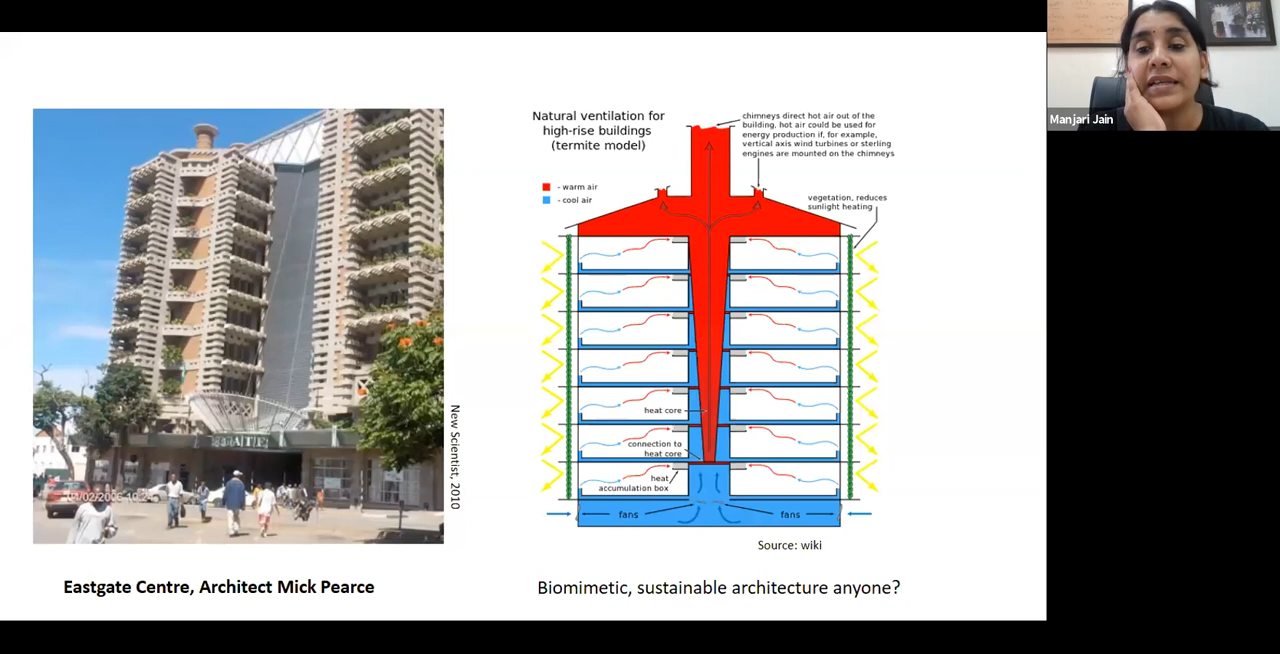 Manjari Jain
Natural ventilation for
high-rise buildings
(termite model)
- warm air
- cool air
chimneys direct hot air out of the
building, hot air could be used for
energy production if, for example,
vertical axis wind turbines or sterling
engines are mounted on the chimneys
vegetation, reduces
sunlight heating
heat core
connection to
heat core
heat
accumulation box
fans
fans
Source: wiki
New Scientist, 2010
Eastgate Centre, Architect Mick Pearce
Biomimetic, sustainable architecture anyone?